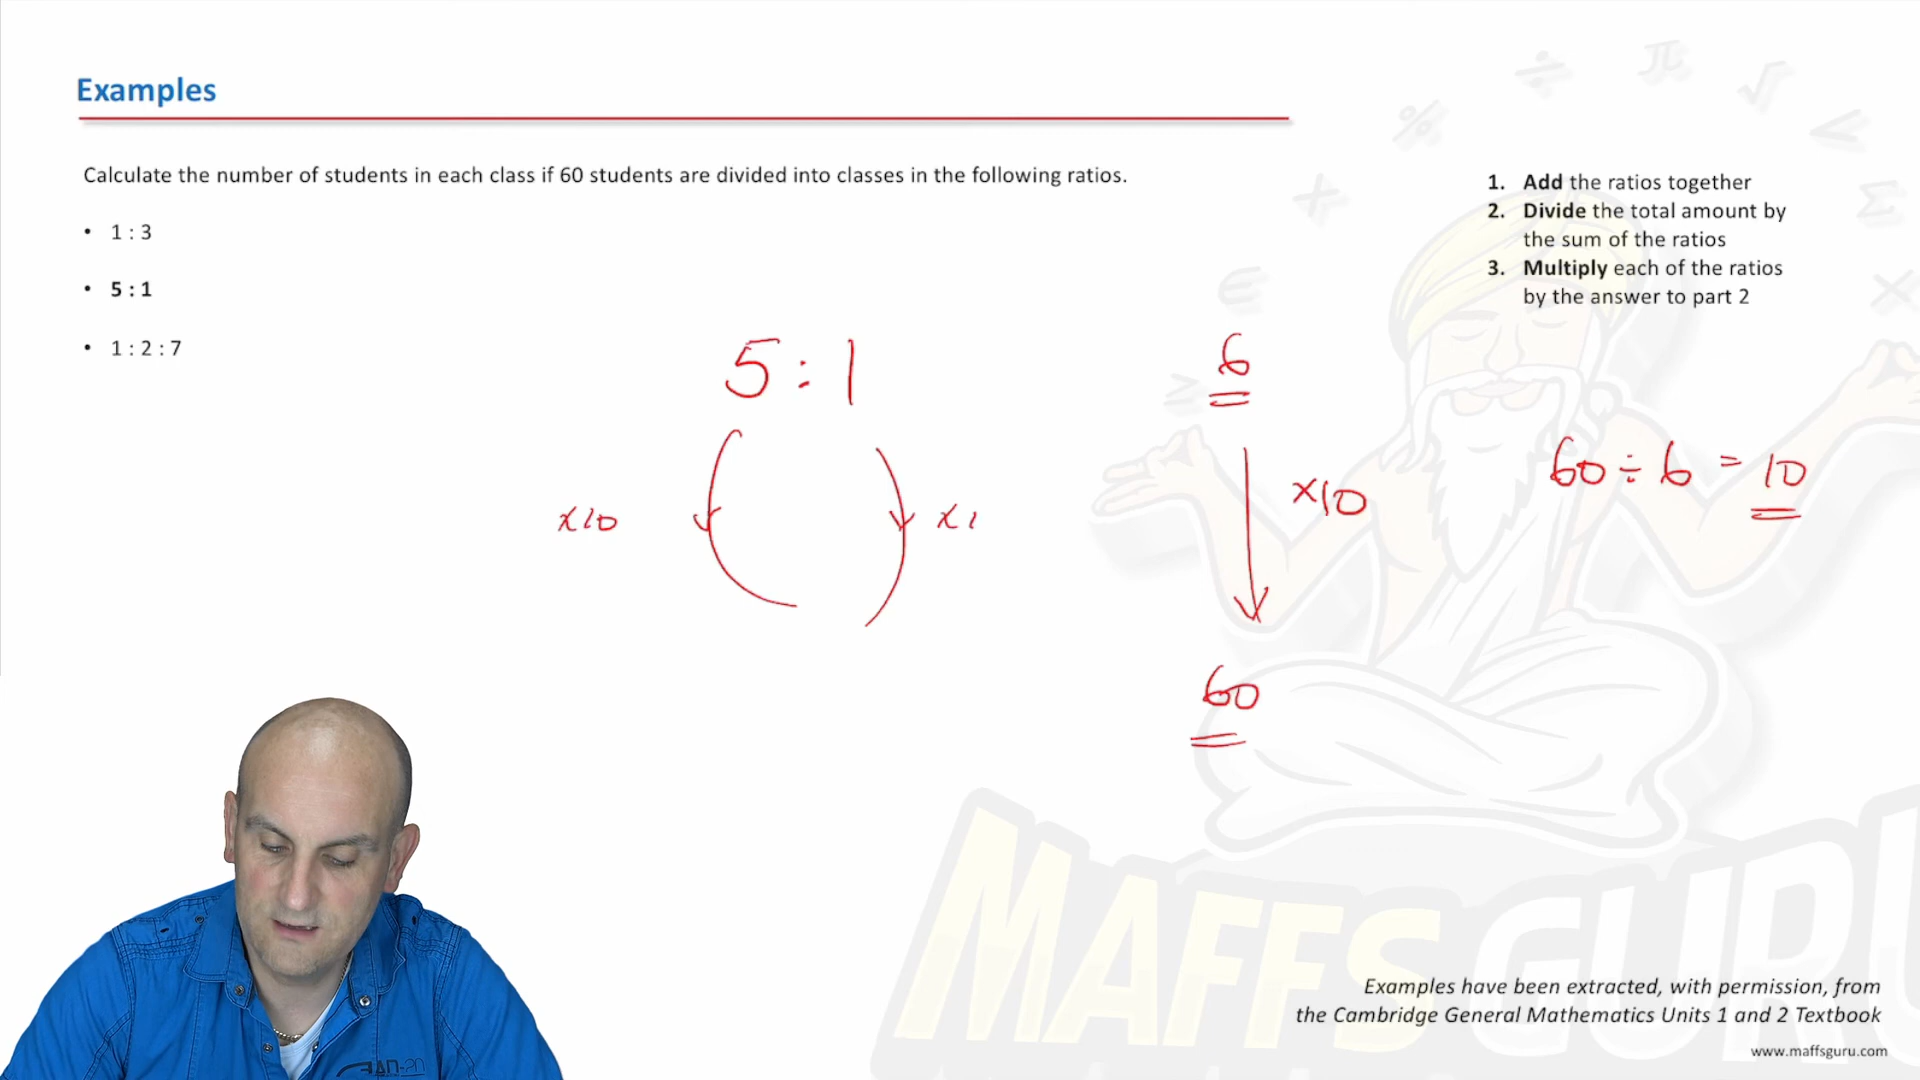 Examples
Calculate the number of students in each class if 60 students are divided into classes in the following ratios.
• 1 : 3
• 5 : 1
• 1 : 2 : 7
1. Add the ratios together
2. Divide the total amount by
the sum of the ratios
3. Multiply each of the ratios
by the answer to part 2
5 : 1
6
×10
×1
×10
60 ÷ 6 = 10
60
MAFFS GURU
Examples have been extracted, with permission, from
the Cambridge General Mathematics Units 1 and 2 Textbook
www.maffsguru.com